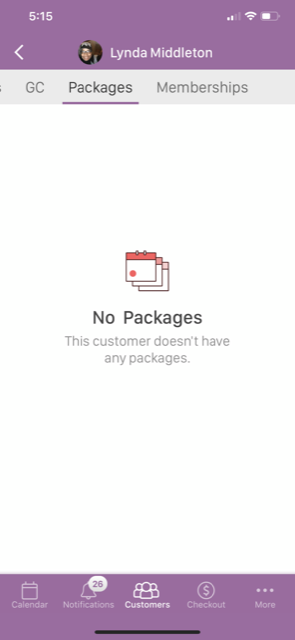 5:15
Lynda Middleton
GC
Packages
Memberships
No Packages
This customer doesn't have
any packages.
26
Calendar
Notifications
Customers
Checkout
More